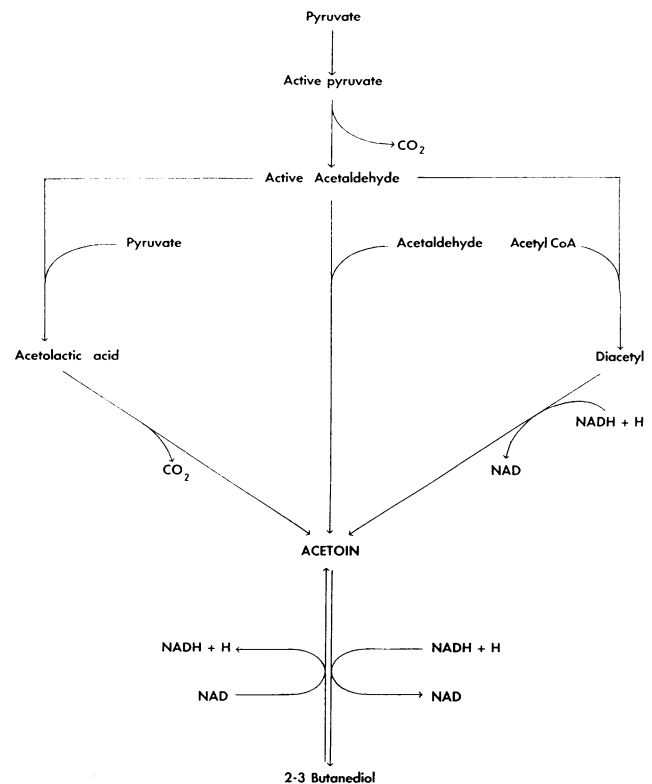 Pyruvate
Active pyruvate
CO2
Active Acetaldehyde
Pyruvate
Acetaldehyde
Acetyl CoA
Acetolactic acid
Diacetyl
NADH + H
CO2
NAD
ACETOIN
NADH + H
NADH + H
NAD
NAD
2-3 Butanediol